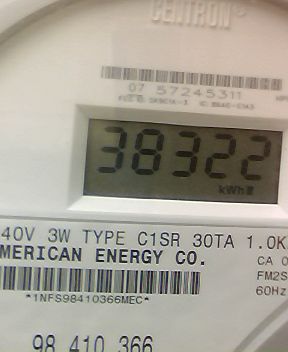 CENTRON®
07 57245311
38322
kWh
40V 3W TYPE C1SR 30TA 1.0K
MERICAN ENERGY CO.
CA 0
FM2S
60Hz
*1NFS98410366MEC*
98 410 366